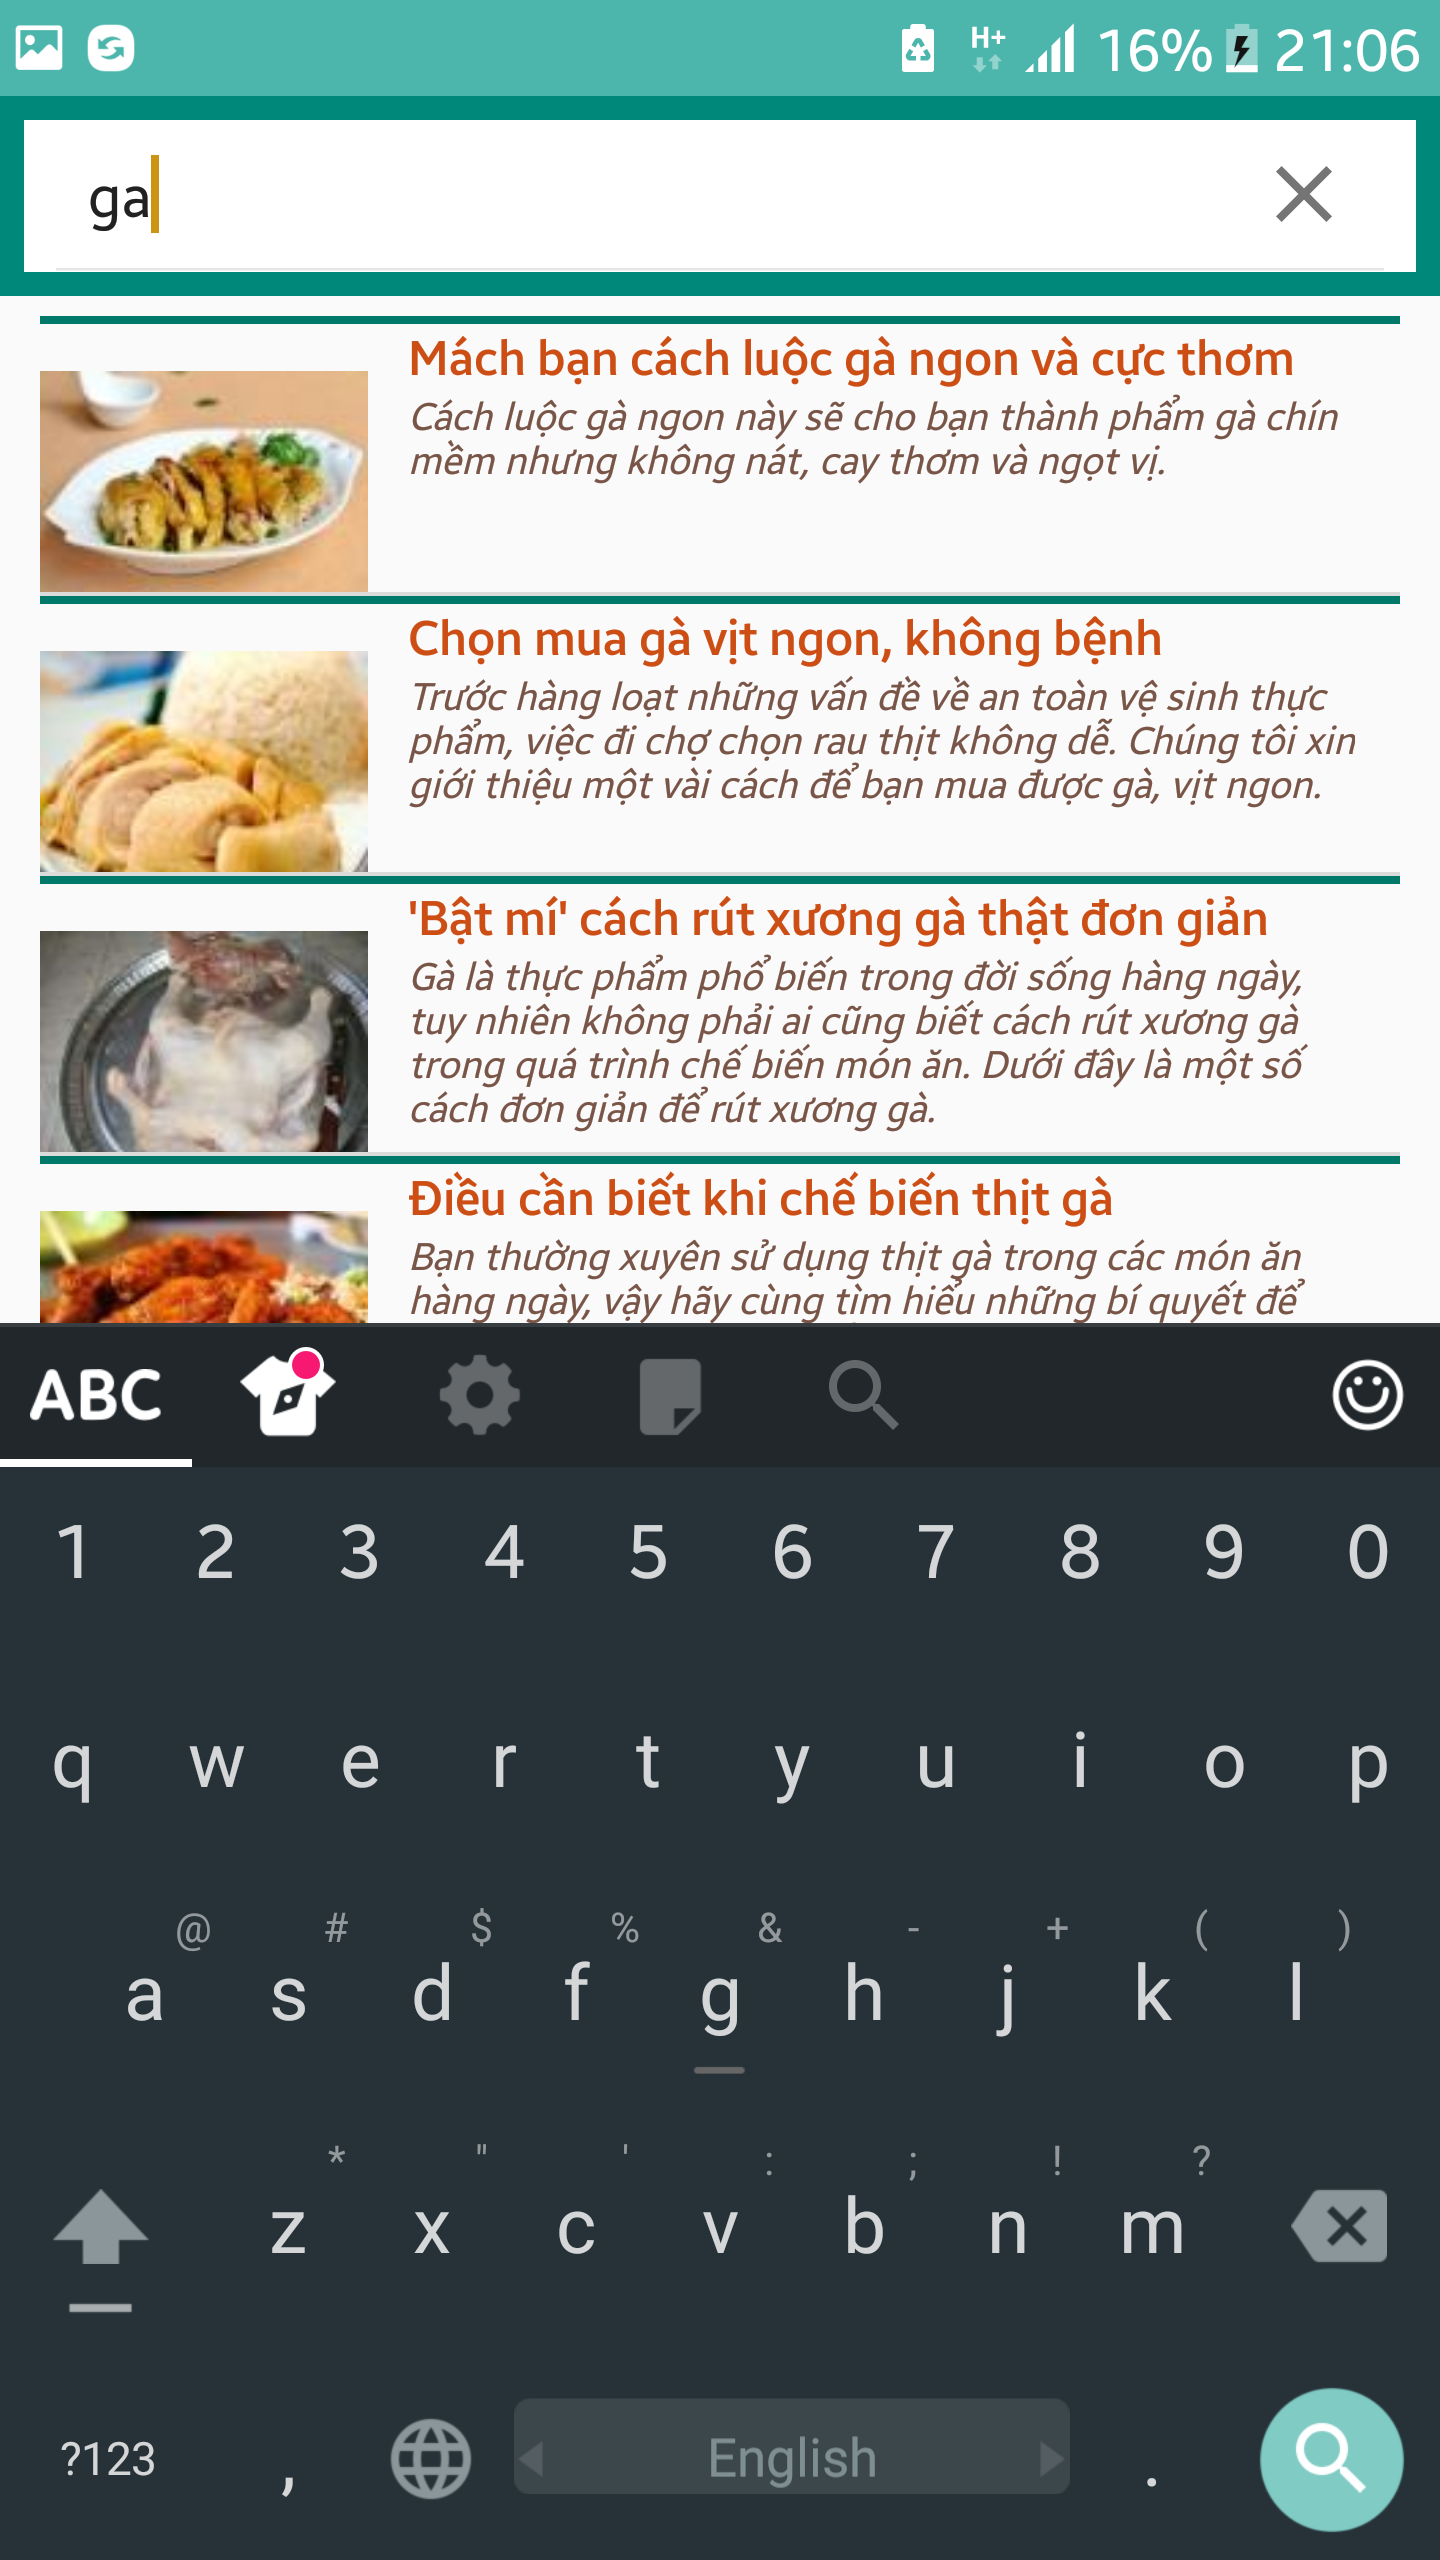 H+ 16% 21:06
ga
Mách bạn cách luộc gà ngon và cực thơm
Cách luộc gà ngon này sẽ cho bạn thành phẩm gà chín
mềm nhưng không nát, cay thơm và ngọt vị.
Chọn mua gà vịt ngon, không bệnh
Trước hàng loạt những vấn đề về an toàn vệ sinh thực
phẩm, việc đi chợ chọn rau thịt không dễ. Chúng tôi xin
giới thiệu một vài cách để bạn mua được gà, vịt ngon.
'Bật mí' cách rút xương gà thật đơn giản
Gà là thực phẩm phổ biến trong đời sống hàng ngày,
tuy nhiên không phải ai cũng biết cách rút xương gà
trong quá trình chế biến món ăn. Dưới đây là một số
cách đơn giản để rút xương gà.
Điều cần biết khi chế biến thịt gà
Bạn thường xuyên sử dụng thịt gà trong các món ăn
hàng ngày, vậy hãy cùng tìm hiểu những bí quyết để
ABC
1 2 3 4 5 6 7 8 9 0
q w e r t y u i o p
@ # $ % & - + ( )
a s d f g h j k l
* " ' : ; ! ?
z x c v b n m
?123 , English .